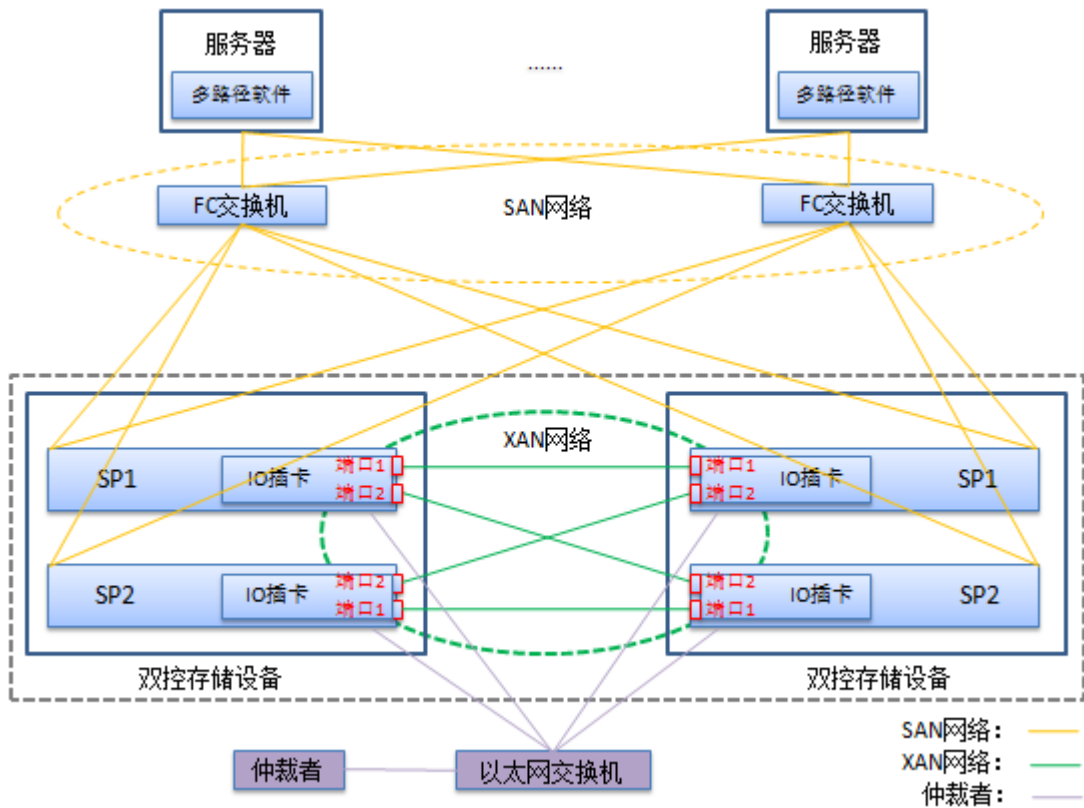 服务器
服务器
......
多路径软件
多路径软件
FC交换机
SAN网络
FC交换机
XAN网络
SP1
IO插卡
端口1
端口2
端口1
端口2
IO插卡
SP1
SP2
IO插卡
端口2
端口1
端口2
端口1
IO插卡
SP2
双控存储设备
双控存储设备
SAN网络：
XAN网络：
仲裁者：
仲裁者
以太网交换机